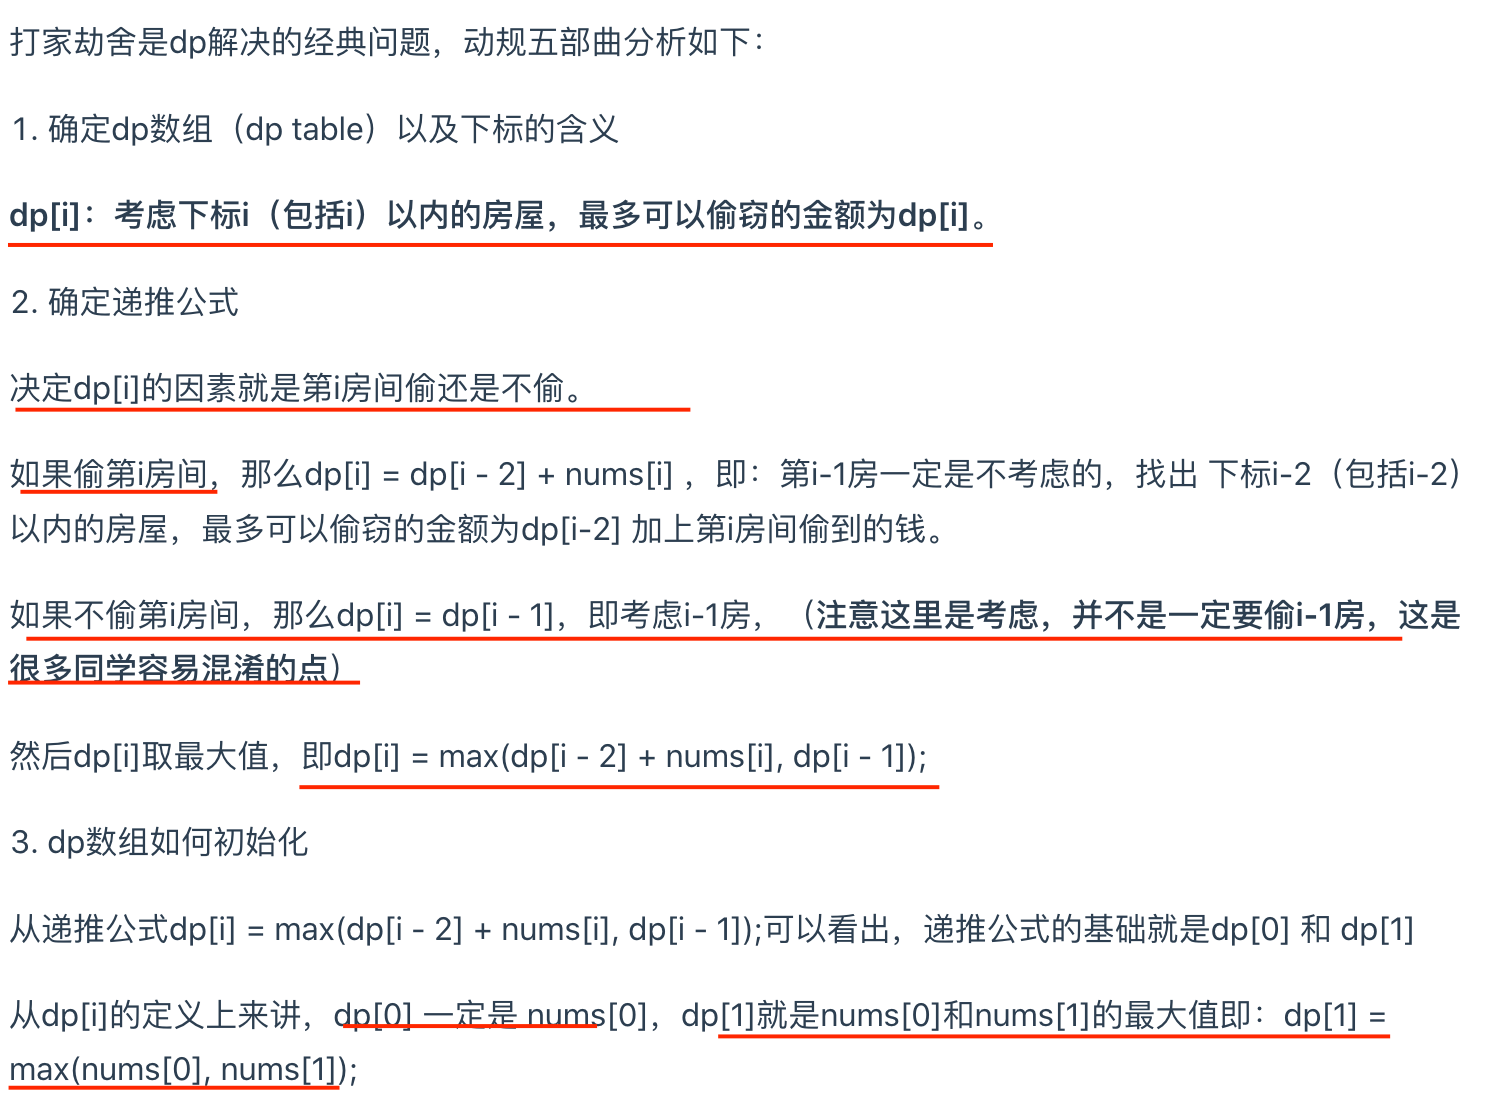 打家劫舍是dp解决的经典问题，动规五部曲分析如下：
1. 确定dp数组（dp table）以及下标的含义
dp[i]：考虑下标i（包括i）以内的房屋，最多可以偷窃的金额为dp[i]。
2. 确定递推公式
决定dp[i]的因素就是第i房间偷还是不偷。
如果偷第i房间，那么dp[i] = dp[i - 2] + nums[i] ，即：第i-1房一定是不考虑的，找出 下标i-2（包括i-2）
以内的房屋，最多可以偷窃的金额为dp[i-2] 加上第i房间偷到的钱。
如果不偷第i房间，那么dp[i] = dp[i - 1]，即考虑i-1房，（注意这里是考虑，并不是一定要偷i-1房，这是
很多同学容易混淆的点）
然后dp[i]取最大值，即dp[i] = max(dp[i - 2] + nums[i], dp[i - 1]);
3. dp数组如何初始化
从递推公式dp[i] = max(dp[i - 2] + nums[i], dp[i - 1]);可以看出，递推公式的基础就是dp[0] 和 dp[1]
从dp[i]的定义上来讲，dp[0] 一定是 nums[0]，dp[1]就是nums[0]和nums[1]的最大值即：dp[1] =
max(nums[0], nums[1]);